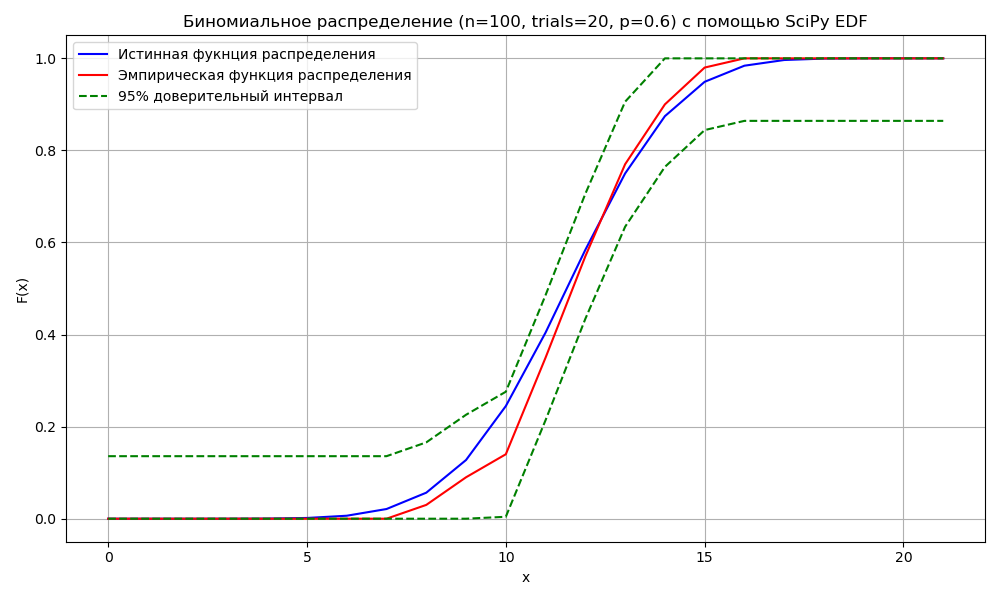 Биномиальное распределение (n=100, trials=20, p=0.6) с помощью SciPy EDF
Истинная фукнция распределения
Эмпирическая функция распределения
95% доверительный интервал
1.0
0.8
0.6
0.4
0.2
0.0
F(x)
0
5
10
15
20
x